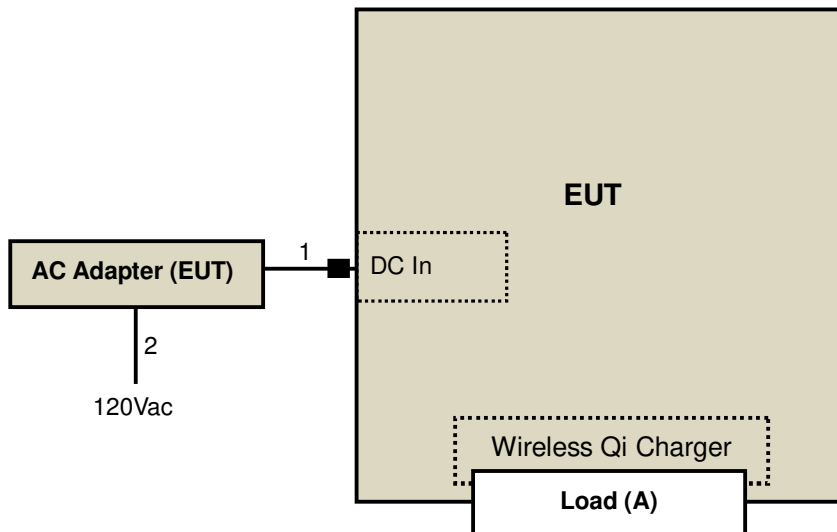 EUT
1
DC In
AC Adapter (EUT)
2
120Vac
Wireless Qi Charger
Load (A)